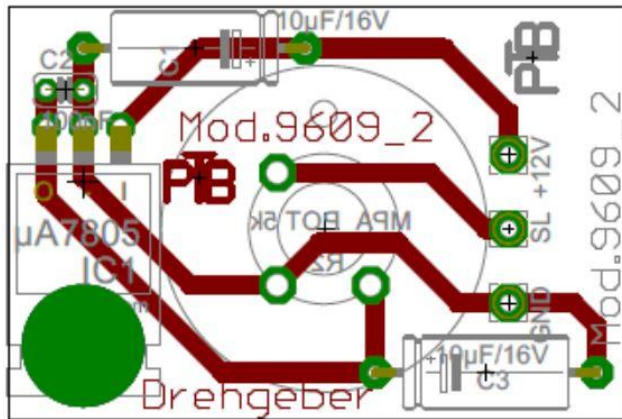 10µF/16V
C1
C2
100nF
PTB
Mod.9609_2
+12V
PTB
O - I
µA7805
IC1
MPA BOT 5k
R2
SL
Mod.9609_2
GND
10µF/16V
C3
Drehgeber